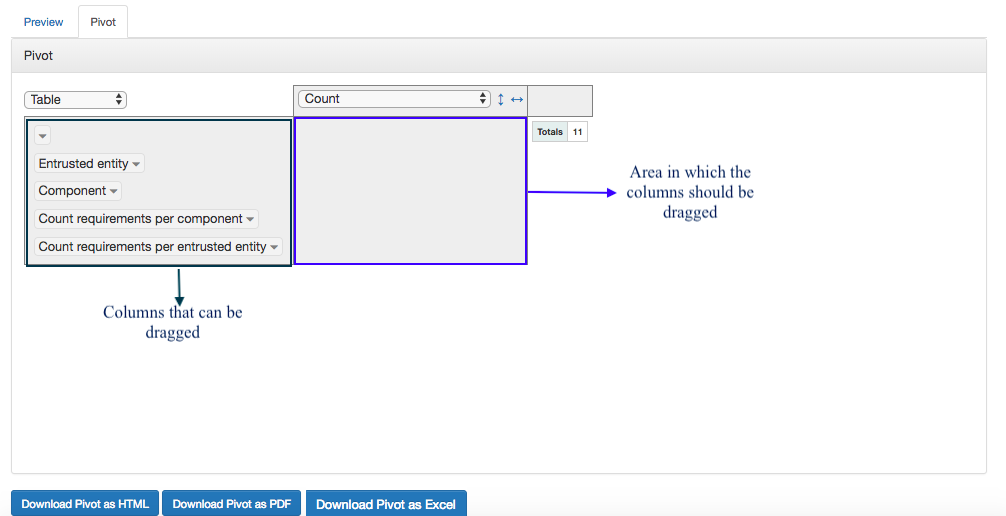 Preview Pivot
Pivot
Table Count
Totals 11
Entrusted entity
Component
Count requirements per component
Count requirements per entrusted entity
Area in which the
columns should be
dragged
Columns that can be
dragged
Download Pivot as HTML Download Pivot as PDF Download Pivot as Excel